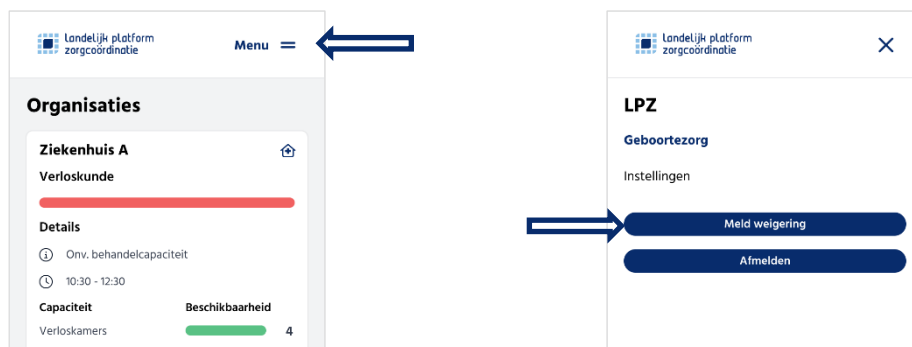 landelijk platform
zorgcoördinatie
Menu
Organisaties
Ziekenhuis A
Verloskunde
Details
Onv. behandelcapaciteit
10:30 - 12:30
Capaciteit Beschikbaarheid
Verloskamers 4
landelijk platform
zorgcoördinatie
LPZ
Geboortezorg
Instellingen
Meld weigering
Afmelden